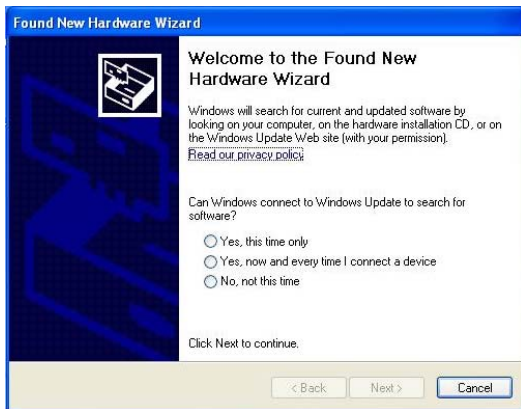 Found New Hardware Wizard
Welcome to the Found New
Hardware Wizard
Windows will search for current and updated software by
looking on your computer, on the hardware installation CD, or on
the Windows Update Web site (with your permission).
Read our privacy policy
Can Windows connect to Windows Update to search for
software?
Yes, this time only
Yes, now and every time I connect a device
No, not this time
Click Next to continue.
< Back
Next >
Cancel